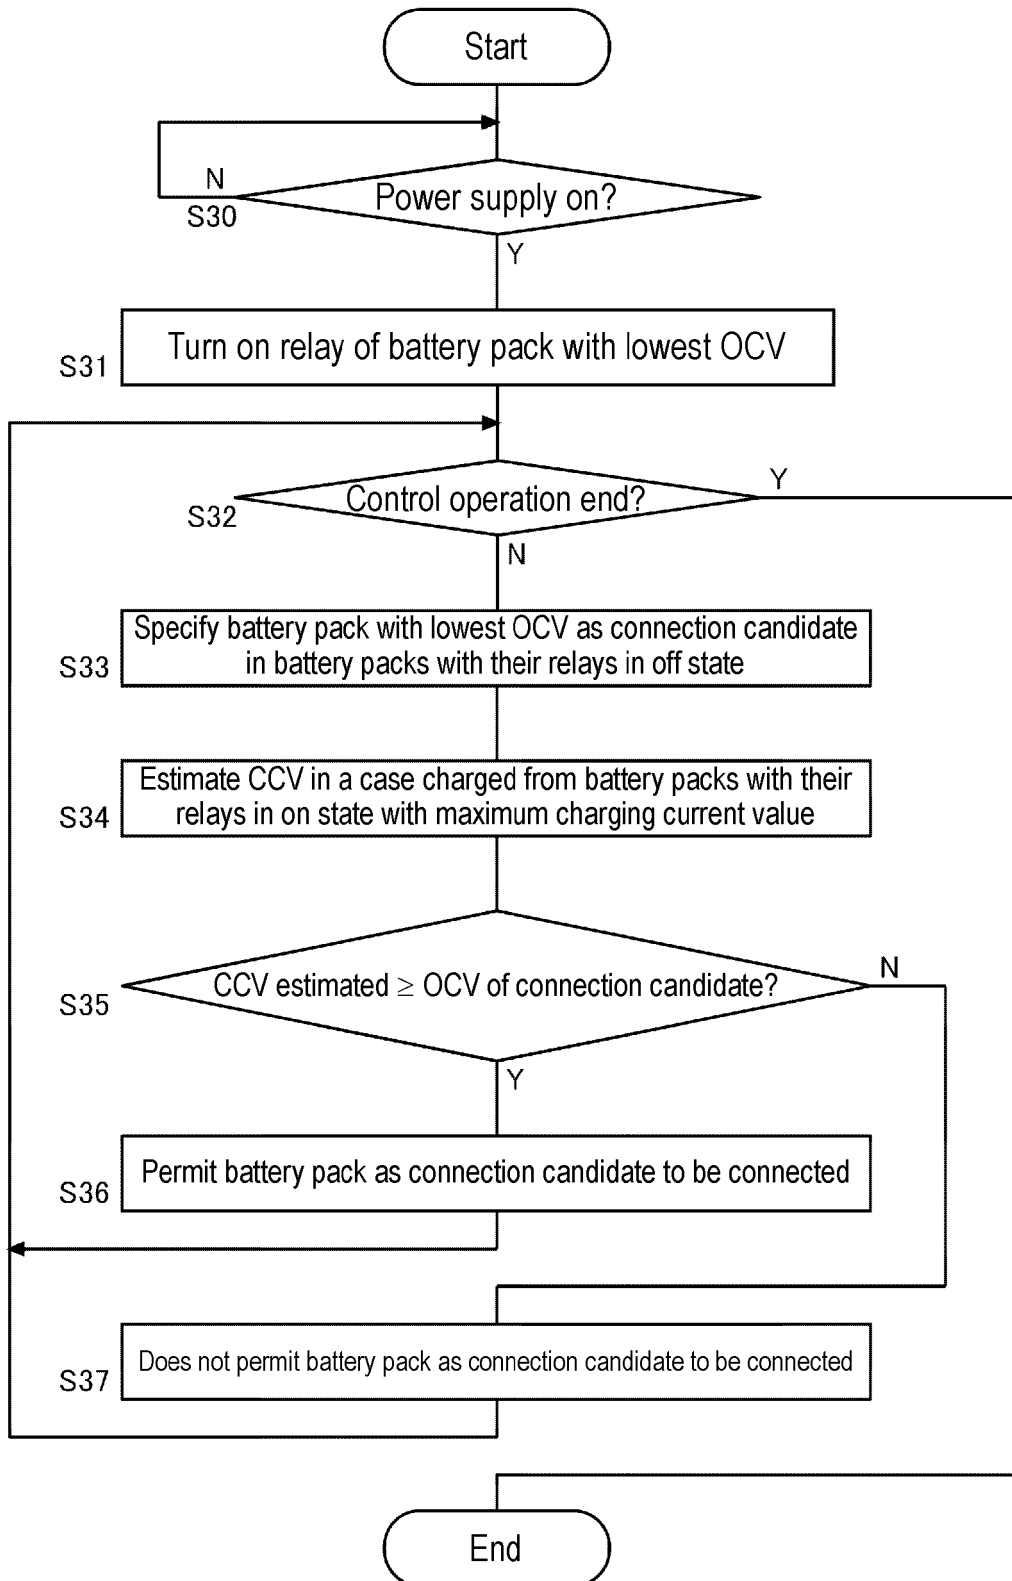 Start
N
S30
Power supply on?
Y
S31
Turn on relay of battery pack with lowest OCV
S32
Control operation end?
Y
N
S33
Specify battery pack with lowest OCV as connection candidate
in battery packs with their relays in off state
S34
Estimate CCV in a case charged from battery packs with their
relays in on state with maximum charging current value
S35
CCV estimated ≥ OCV of connection candidate?
N
Y
S36
Permit battery pack as connection candidate to be connected
S37
Does not permit battery pack as connection candidate to be connected
End